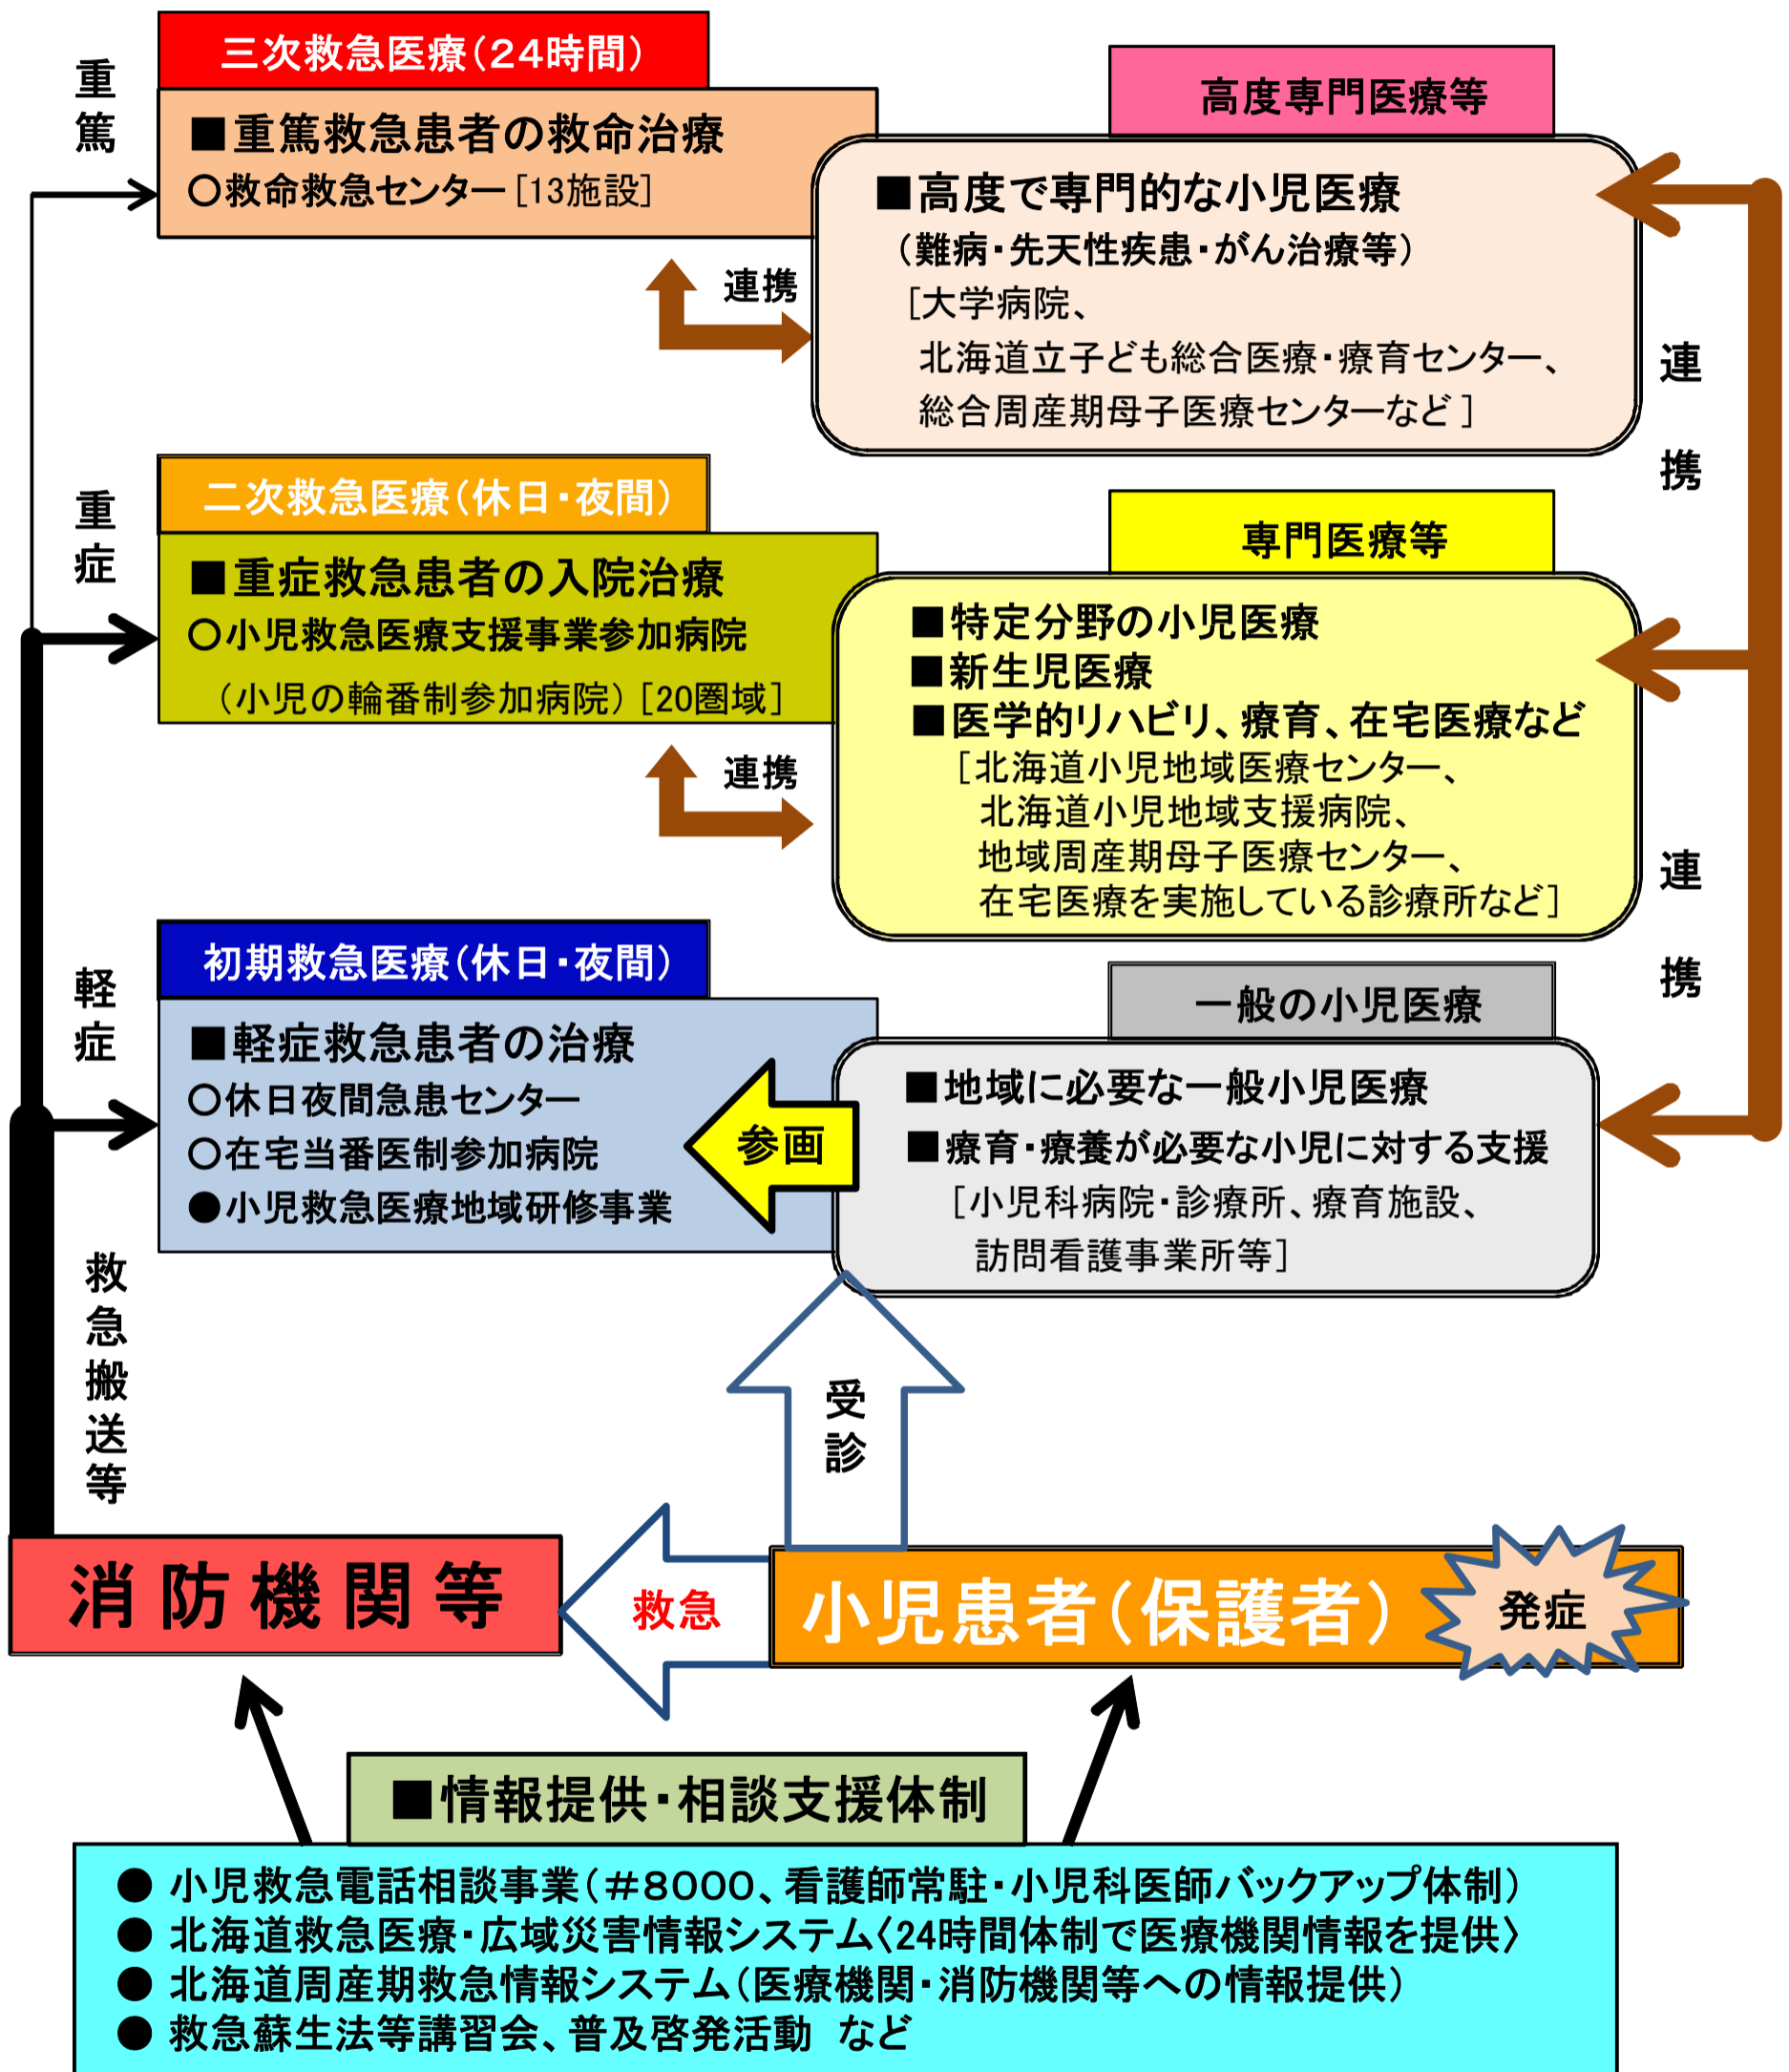 三次救急医療（２４時間）
重篤
■重篤救急患者の救命治療
○救命救急センター［13施設］
高度専門医療等
■高度で専門的な小児医療
（難病・先天性疾患・がん治療等）
［大学病院、
北海道立子ども総合医療・療育センター、
総合周産期母子医療センターなど］
連携
連携
二次救急医療（休日・夜間）
重症
■重症救急患者の入院治療
○小児救急医療支援事業参加病院
（小児の輪番制参加病院）［20圏域］
専門医療等
■特定分野の小児医療
■新生児医療
■医学的リハビリ、療育、在宅医療など
［北海道小児地域医療センター、
北海道小児地域支援病院、
地域周産期母子医療センター、
在宅医療を実施している診療所など］
連携
連携
初期救急医療（休日・夜間）
軽症
■軽症救急患者の治療
○休日夜間急患センター
○在宅当番医制参加病院
●小児救急医療地域研修事業
参画
一般の小児医療
■地域に必要な一般小児医療
■療育・療養が必要な小児に対する支援
［小児科病院・診療所、療育施設、
訪問看護事業所等］
救急搬送等
受診
消防機関等
救急
小児患者（保護者）
発症
■情報提供・相談支援体制
● 小児救急電話相談事業（＃８０００、看護師常駐・小児科医師バックアップ体制）
● 北海道救急医療・広域災害情報システム〈24時間体制で医療機関情報を提供〉
● 北海道周産期救急情報システム（医療機関・消防機関等への情報提供）
● 救急蘇生法等講習会、普及啓発活動　など